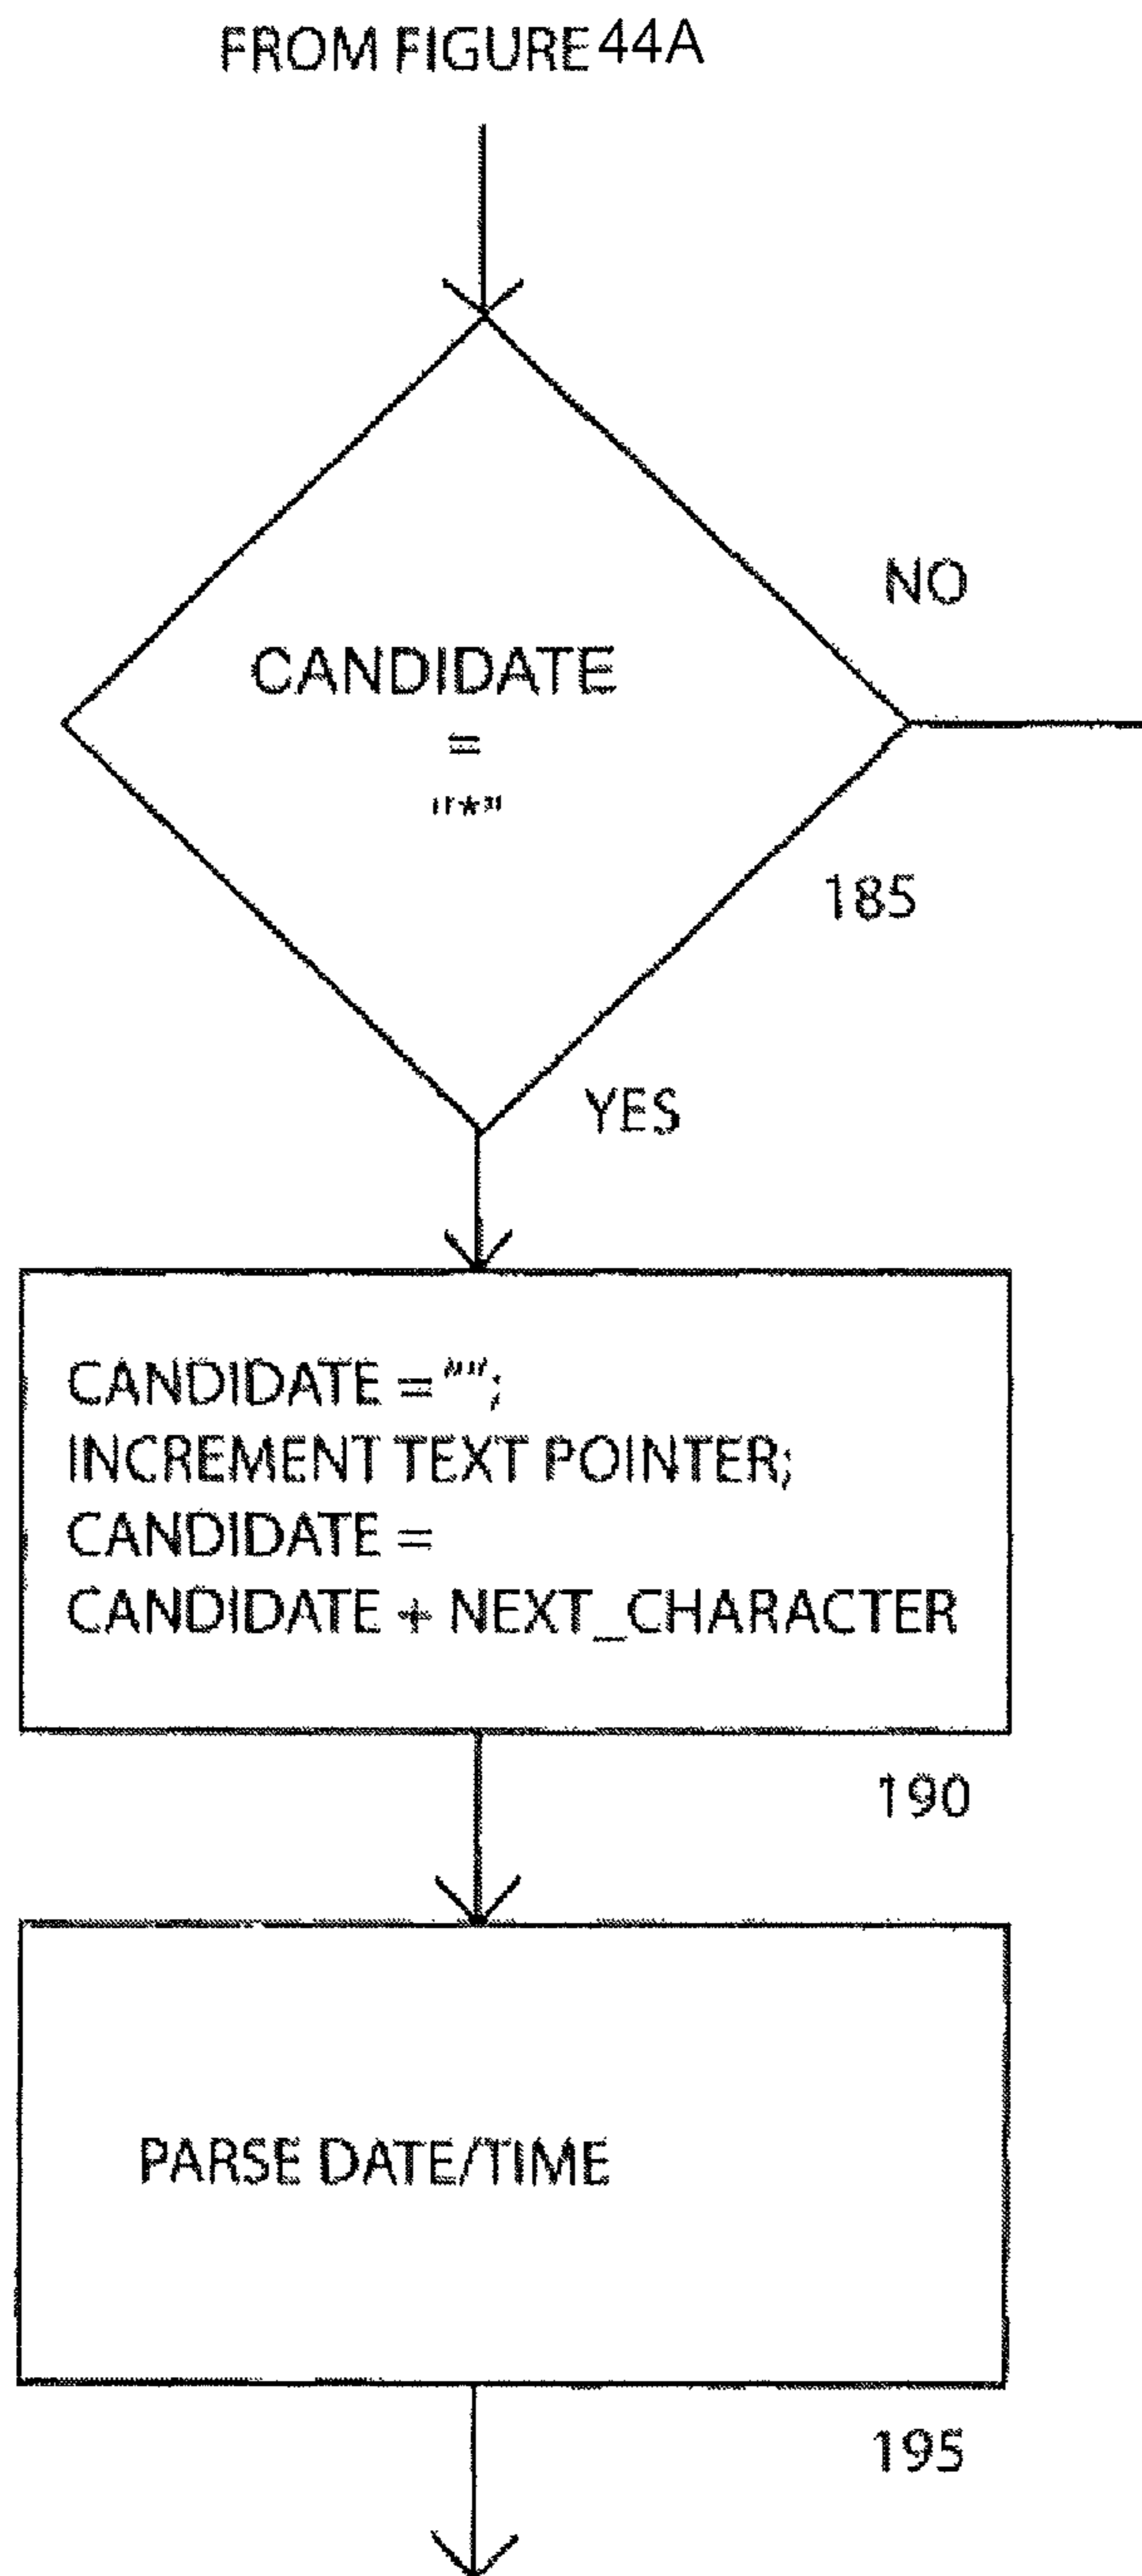 FROM FIGURE 44A
NO
CANDIDATE
=
"*"
185
YES
CANDIDATE = "";
INCREMENT TEXT POINTER;
CANDIDATE =
CANDIDATE + NEXT_CHARACTER
190
PARSE DATE/TIME
195